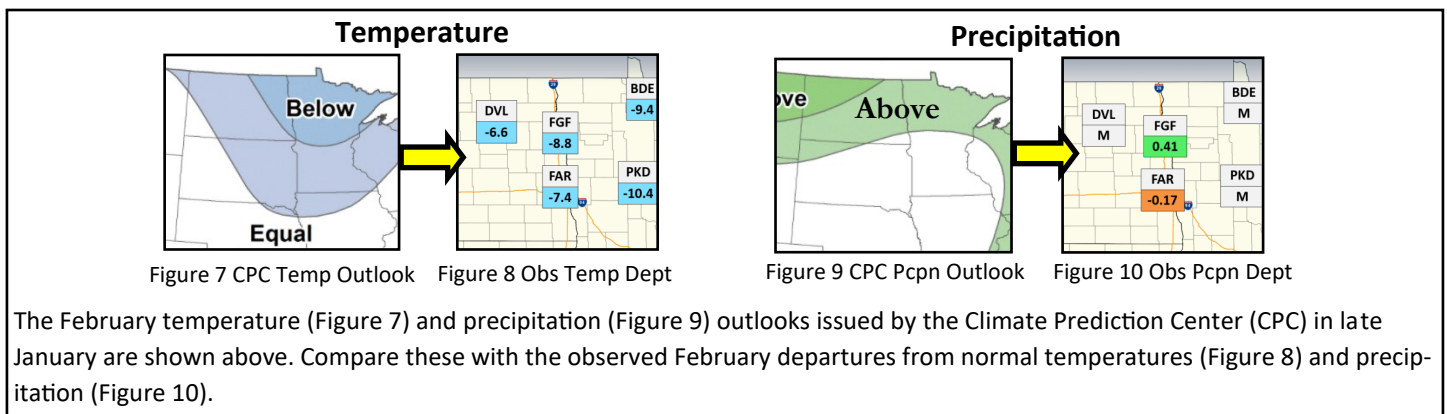 Temperature
Precipitation
Below
Equal
DVL
-6.6
FGF
-8.8
FAR
-7.4
BDE
-9.4
PKD
-10.4
ove
Above
DVL
M
FGF
0.41
FAR
-0.17
BDE
M
PKD
M
Figure 7 CPC Temp Outlook
Figure 8 Obs Temp Dept
Figure 9 CPC Pcpn Outlook
Figure 10 Obs Pcpn Dept
The February temperature (Figure 7) and precipitation (Figure 9) outlooks issued by the Climate Prediction Center (CPC) in late
January are shown above. Compare these with the observed February departures from normal temperatures (Figure 8) and precip-
itation (Figure 10).